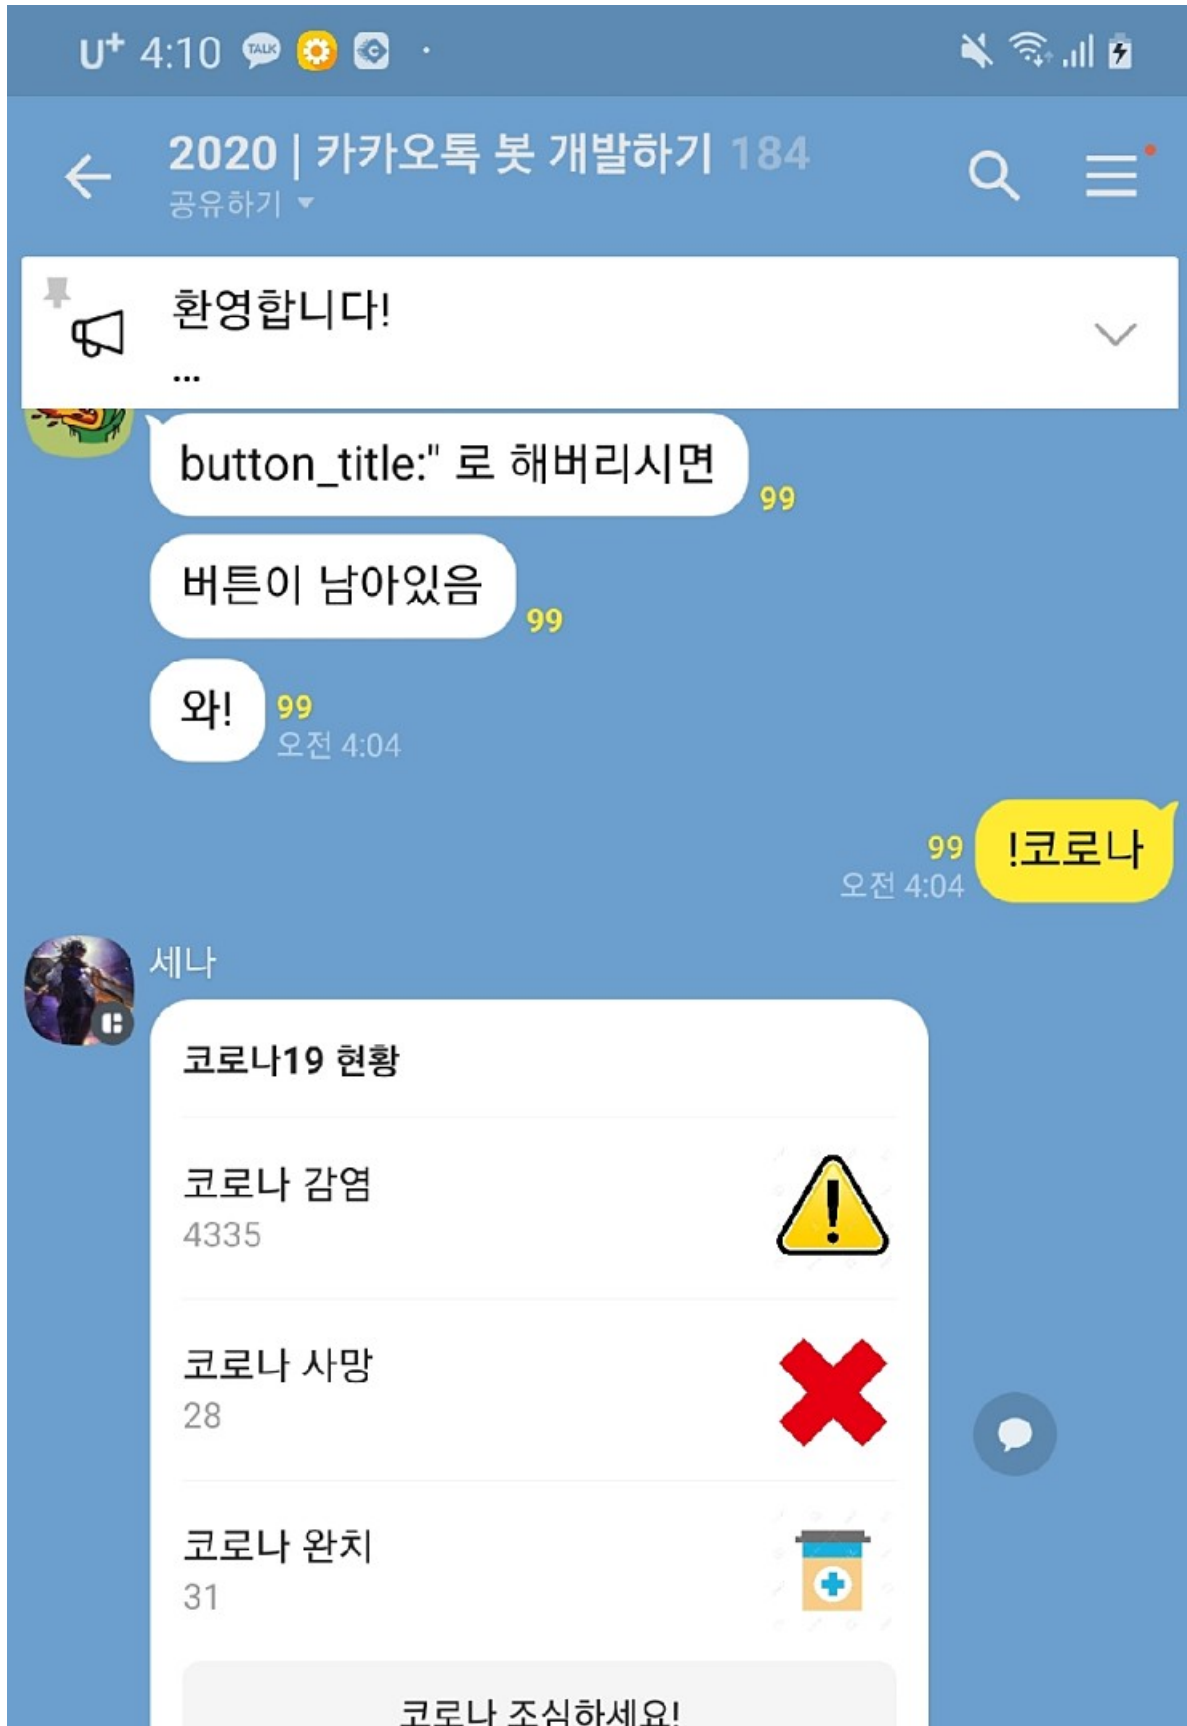 U⁺ 4:10 TALK
2020 | 카카오톡 봇 개발하기 184
공유하기
환영합니다!
...
button_title:'' 로 해버리시면
99
버튼이 남아있음
99
와!
99
오전 4:04
99
!코로나
오전 4:04
세나
코로나19 현황
코로나 감염
4335
코로나 사망
28
코로나 완치
31
코로나 조심하세요!